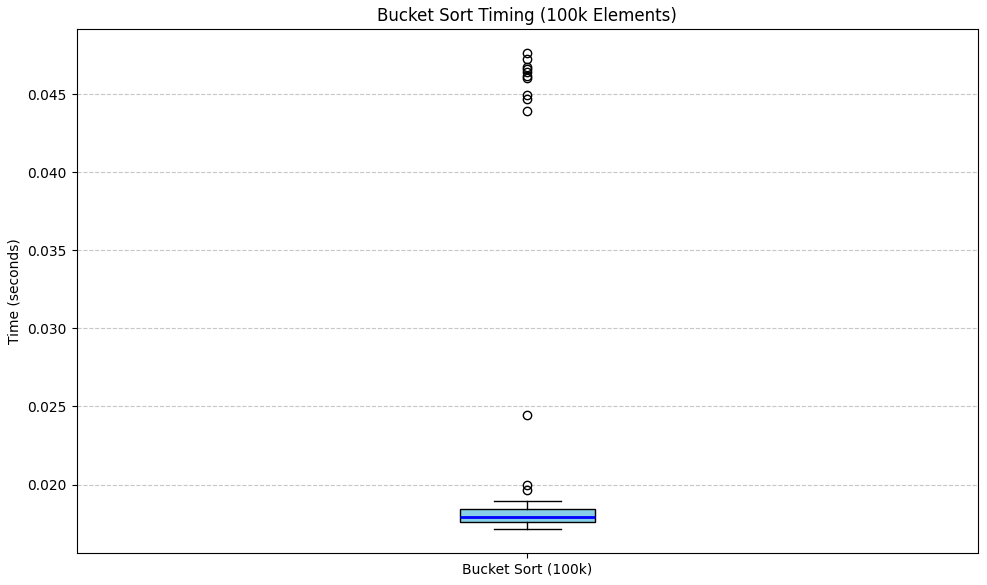 Bucket Sort Timing (100k Elements)
Time (seconds)
0.045
0.040
0.035
0.030
0.025
0.020
Bucket Sort (100k)